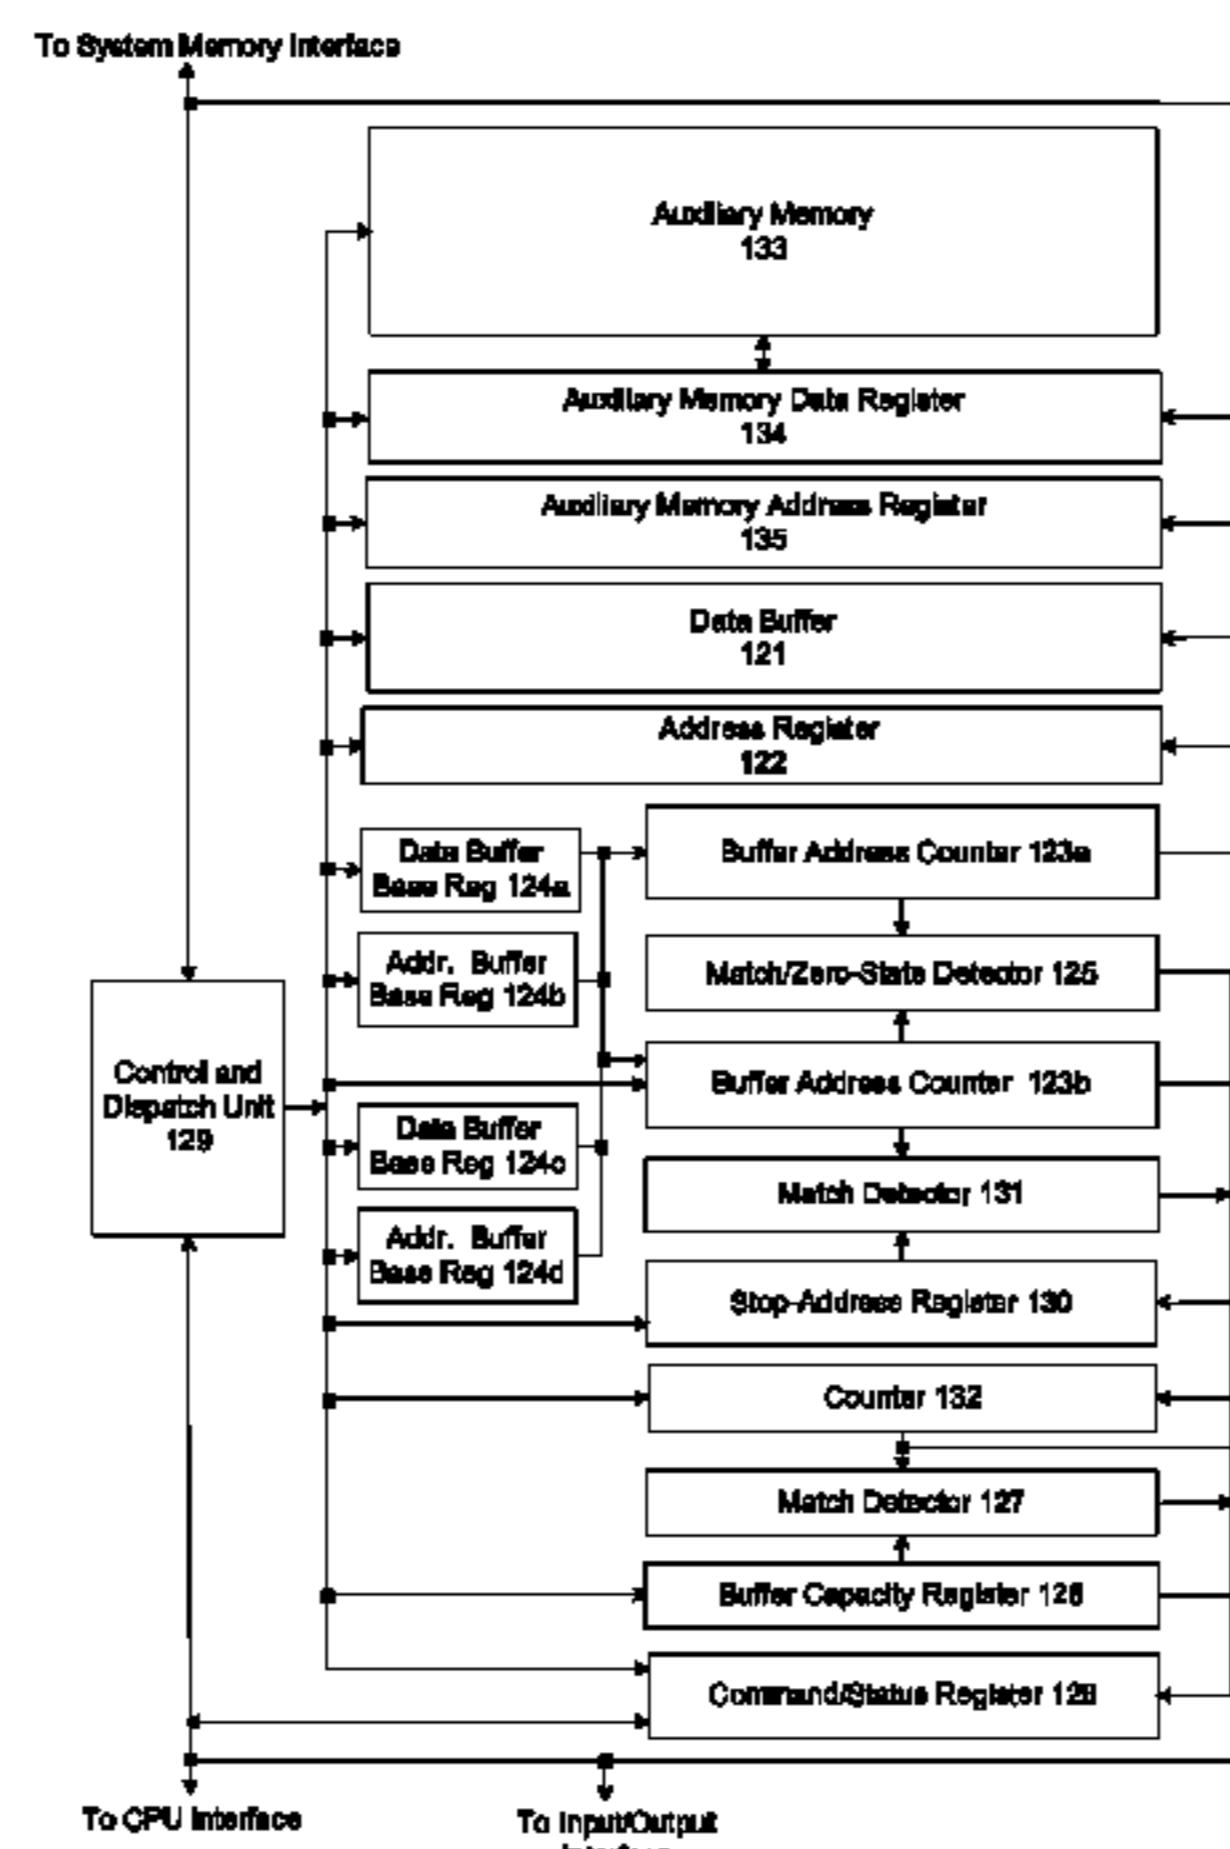 To System Memory Interface
Auxiliary Memory
133
Auxiliary Memory Data Register
134
Auxiliary Memory Address Register
135
Data Buffer
121
Address Register
122
Data Buffer
Base Reg 124a
Buffer Address Counter 123a
Addr. Buffer
Base Reg 124b
Match/Zero-State Detector 125
Control and
Dispatch Unit
129
Buffer Address Counter 123b
Data Buffer
Base Reg 124c
Match Detector 131
Addr. Buffer
Base Reg 124d
Stop-Address Register 130
Counter 132
Match Detector 127
Buffer Capacity Register 126
Command/Status Register 128
To CPU Interface
To Input/Output